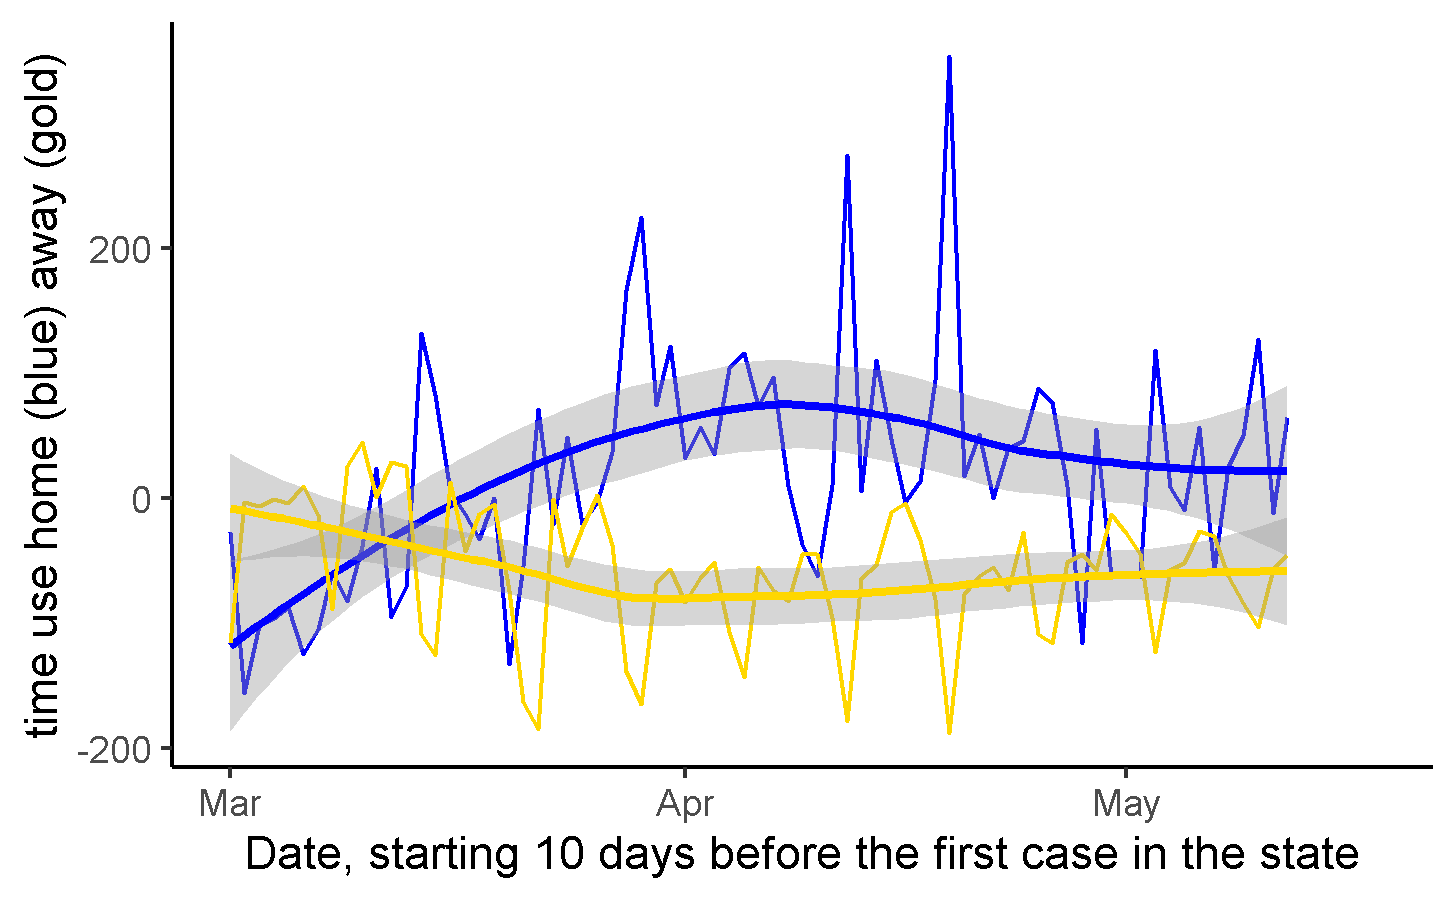 time use home (blue) away (gold)
200
0
-200
Mar
Apr
May
Date, starting 10 days before the first case in the state